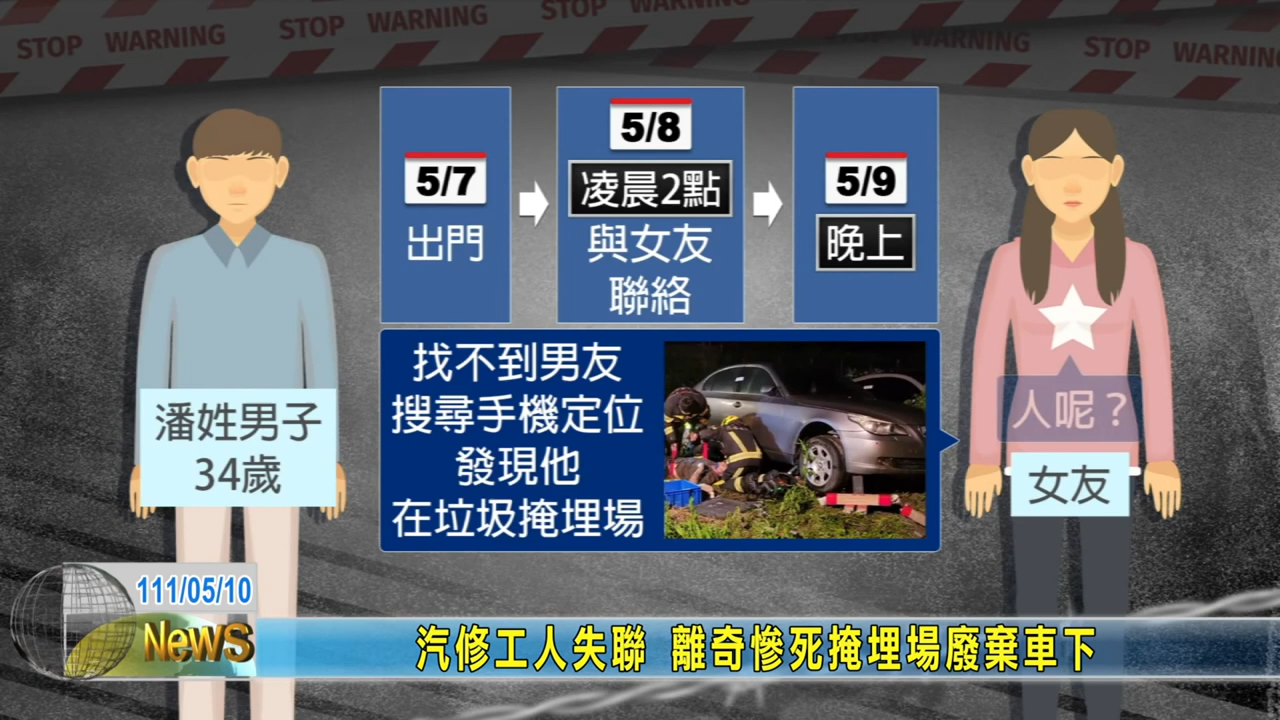 STOP WARNING STOP WARNING STOP WARNING WARNING STOP WARNING
5/7
出門
5/8
凌晨2點
與女友
聯絡
5/9
晚上
找不到男友
搜尋手機定位
發現他
在垃圾掩埋場
潘姓男子
34歲
人呢？
女友
111/05/10
NewS
汽修工人失聯 離奇慘死掩埋場廢棄車下